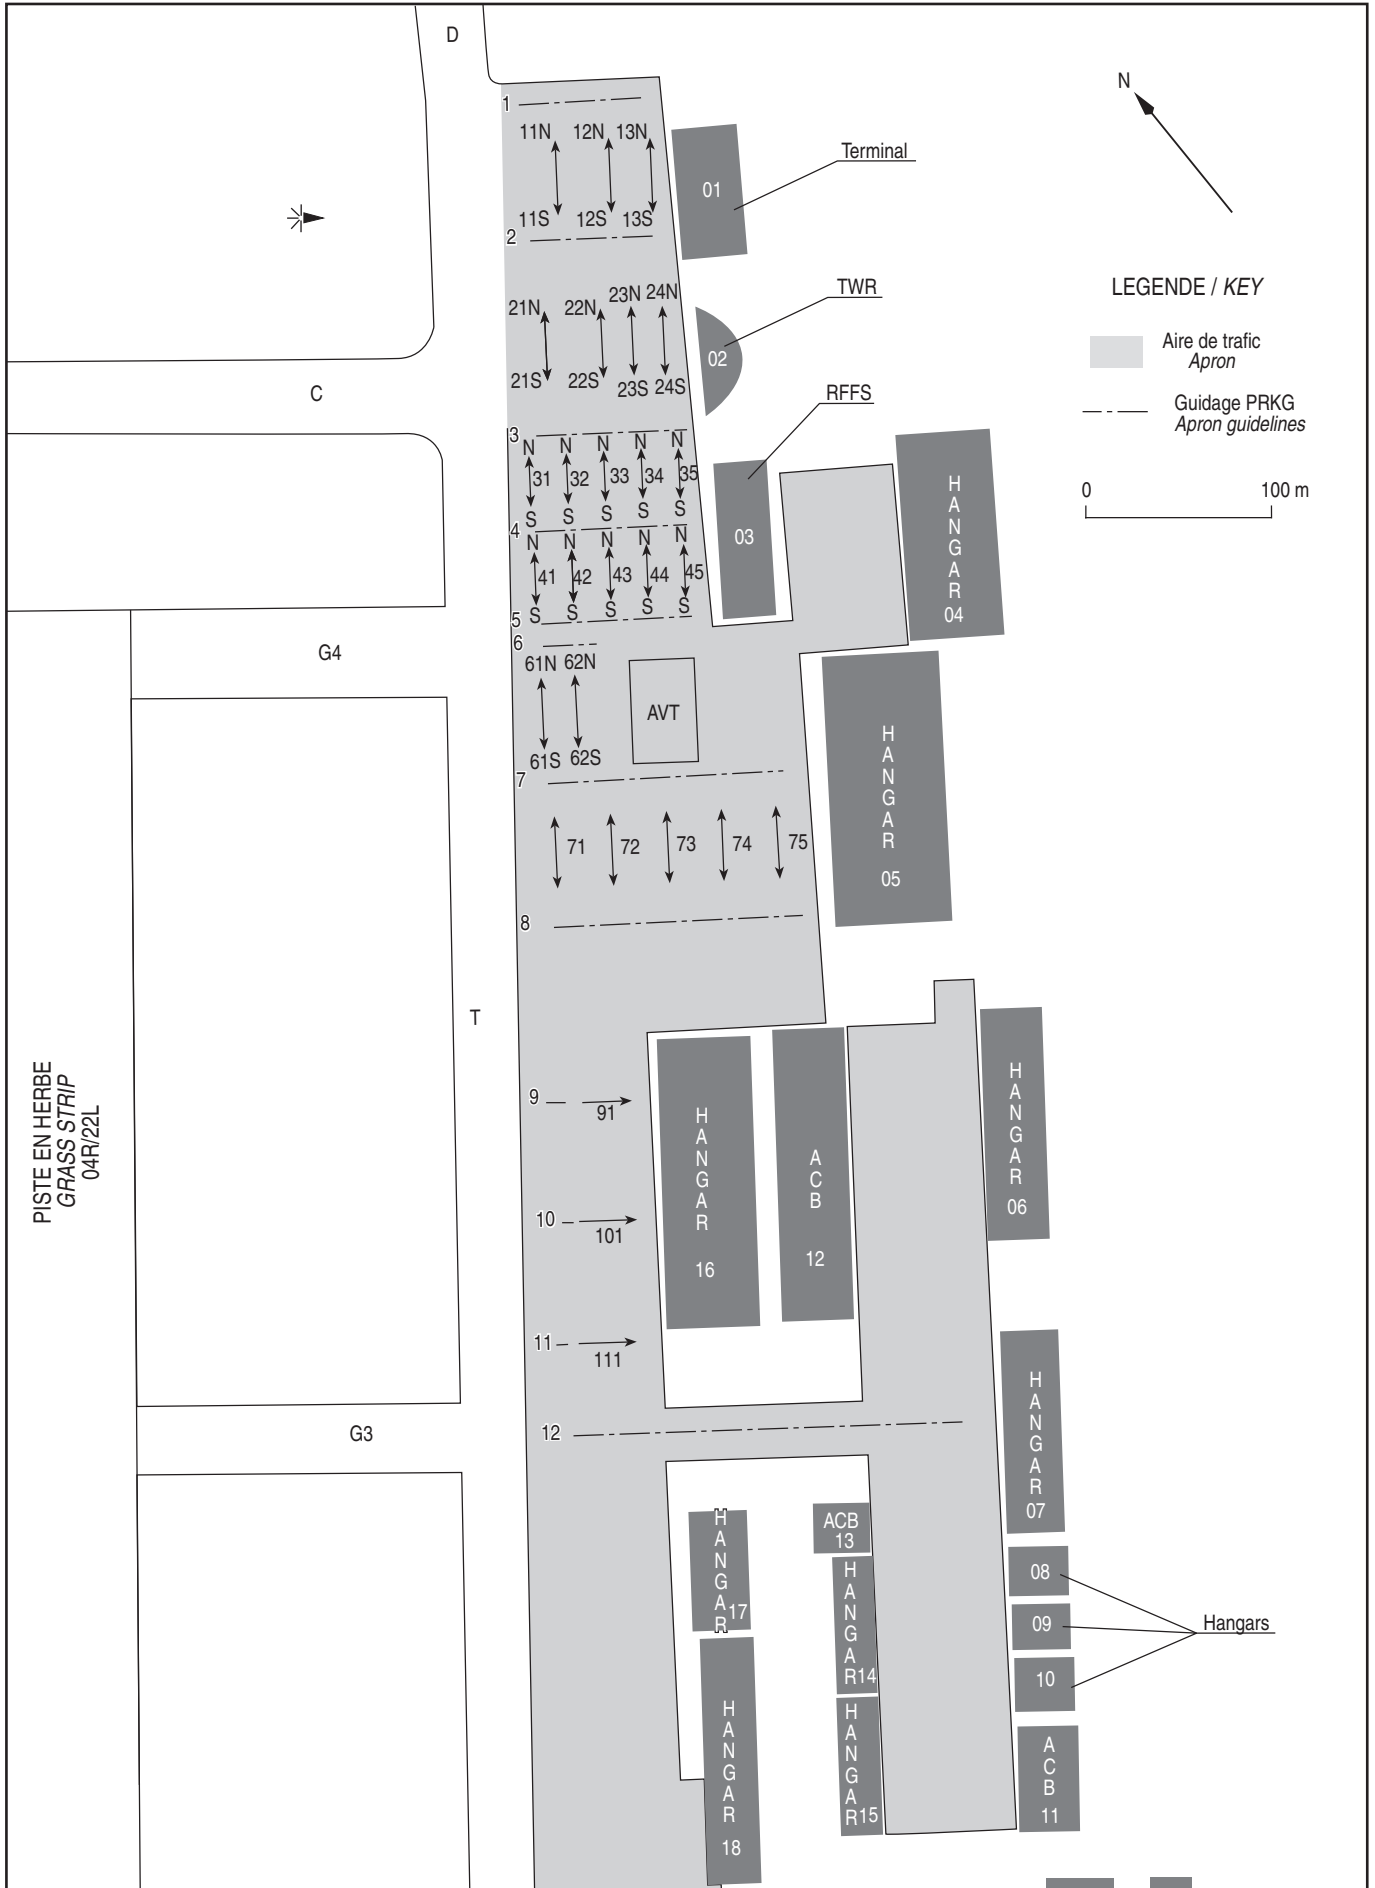 D
N
1
11N 12N 13N
Terminal
01
11S 12S 13S
2
LEGENDE / KEY
TWR
21N 22N 23N 24N
02
Aire de trafic
Apron
21S 22S 23S 24S
C
RFFS
Guidage PRKG
Apron guidelines
3
N N N N N
31 32 33 34 35
S S S S S
0 100 m
HANGAR
04
03
4
N N N N N
41 42 43 44 45
S S S S S
5
6
G4
61N 62N
AVT
61S 62S
7
HANGAR
05
71 72 73 74 75
8
T
PISTE EN HERBE
GRASS STRIP
04R/22L
9
91
HANGAR
16
ACB
12
HANGAR
06
10
101
11
111
G3
12
HANGAR
07
HANGAR
17
ACB
13
HANGAR
14
08
09
Hangars
10
HANGAR
18
HANGAR
15
ACB
11